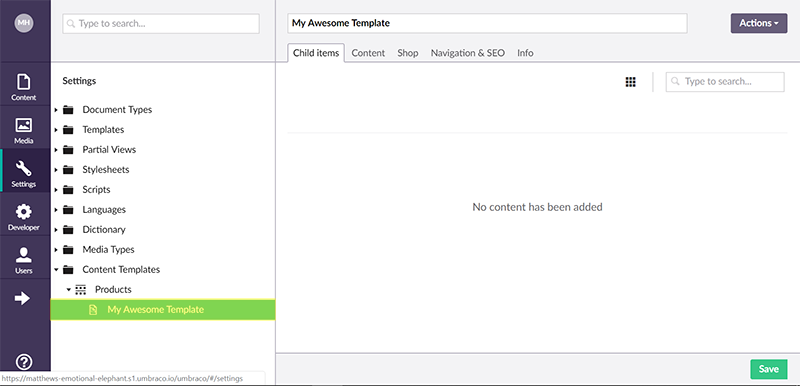 MH
Type to search...
Content
Media
Settings
Developer
Users
Settings
Document Types
Templates
Partial Views
Stylesheets
Scripts
Languages
Dictionary
Media Types
Content Templates
Products
My Awesome Template
https://matthews-emotional-elephant.s1.umbraco.io/umbraco/#/settings
My Awesome Template
Actions
Child items Content Shop Navigation & SEO Info
Type to search...
No content has been added
Save